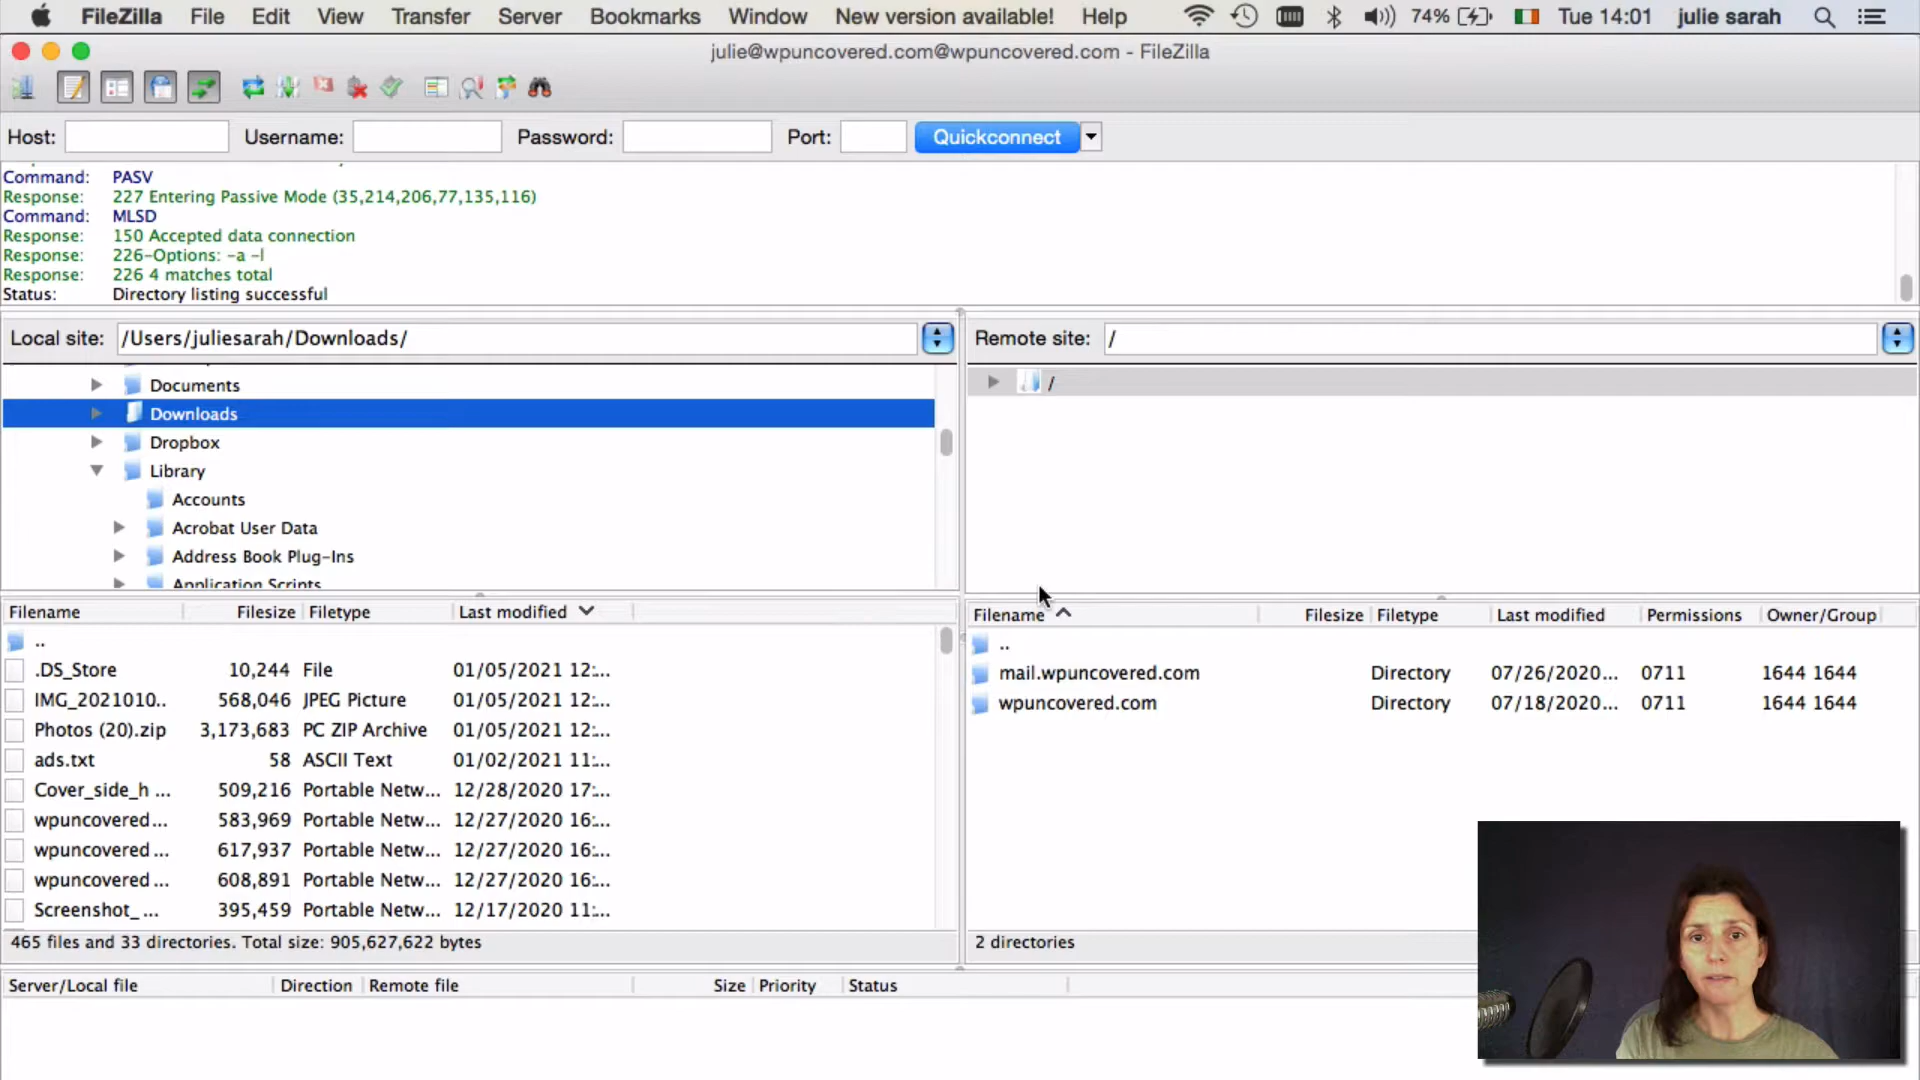 FileZilla File Edit View Transfer Server Bookmarks Window New version available! Help 74% Tue 14:01 julie sarah
julie@wpuncovered.com@wpuncovered.com - FileZilla
Host: Username: Password: Port: Quickconnect
Command: PASV
Response: 227 Entering Passive Mode (35,214,206,77,135,116)
Command: MLSD
Response: 150 Accepted data connection
Response: 226-Options: -a -l
Response: 226 4 matches total
Status: Directory listing successful
Local site: /Users/juliesarah/Downloads/
Documents
Downloads
Dropbox
Library
Accounts
Acrobat User Data
Address Book Plug-Ins
Application Scripts
Filename Filesize Filetype Last modified
..
.DS_Store 10,244 File 01/05/2021 12:...
IMG_2021010.. 568,046 JPEG Picture 01/05/2021 12:...
Photos (20).zip 3,173,683 PC ZIP Archive 01/05/2021 12:...
ads.txt 58 ASCII Text 01/02/2021 11:...
Cover_side_h ... 509,216 Portable Netw... 12/28/2020 17:...
wpuncovered... 583,969 Portable Netw... 12/27/2020 16:...
wpuncovered ... 617,937 Portable Netw... 12/27/2020 16:...
wpuncovered ... 608,891 Portable Netw... 12/27/2020 16:...
Screenshot_ ... 395,459 Portable Netw... 12/17/2020 11:...
465 files and 33 directories. Total size: 905,627,622 bytes
Remote site: /
/
Filename Filesize Filetype Last modified Permissions Owner/Group
..
mail.wpuncovered.com Directory 07/26/2020... 0711 1644 1644
wpuncovered.com Directory 07/18/2020... 0711 1644 1644
2 directories
Server/Local file Direction Remote file Size Priority Status